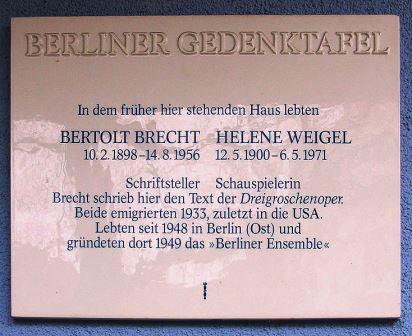 BERLINER GEDENKTAFEL
In dem früher hier stehenden Haus lebten
BERTOLT BRECHT HELENE WEIGEL
10.2.1898–14.8.1956 12.5.1900–6.5.1971
Schriftsteller Schauspielerin
Brecht schrieb hier den Text der Dreigroschenoper.
Beide emigrierten 1933, zuletzt in die USA.
Lebten seit 1948 in Berlin (Ost) und
gründeten dort 1949 das »Berliner Ensemble«